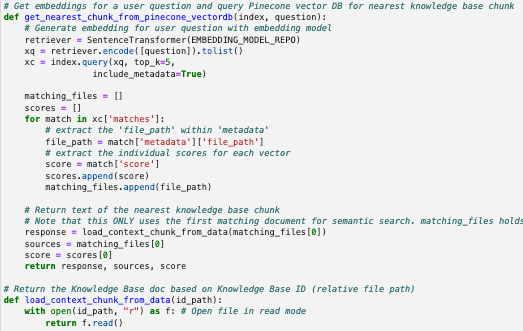 # Get embeddings for a user question and query Pinecone vector DB for nearest knowledge base chunk
def get_nearest_chunk_from_pinecone_vectordb(index, question):
    # Generate embedding for user question with embedding model
    retriever = SentenceTransformer(EMBEDDING_MODEL_REPO)
    xq = retriever.encode([question]).tolist()
    xc = index.query(xq, top_k=5,
                 include_metadata=True)

    matching_files = []
    scores = []
    for match in xc['matches']:
        # extract the 'file_path' within 'metadata'
        file_path = match['metadata']['file_path']
        # extract the individual scores for each vector
        score = match['score']
        scores.append(score)
        matching_files.append(file_path)

    # Return text of the nearest knowledge base chunk
    # Note that this ONLY uses the first matching document for semantic search. matching_files holds
    response = load_context_chunk_from_data(matching_files[0])
    sources = matching_files[0]
    score = scores[0]
    return response, sources, score

# Return the Knowledge Base doc based on Knowledge Base ID (relative file path)
def load_context_chunk_from_data(id_path):
    with open(id_path, "r") as f: # Open file in read mode
        return f.read()